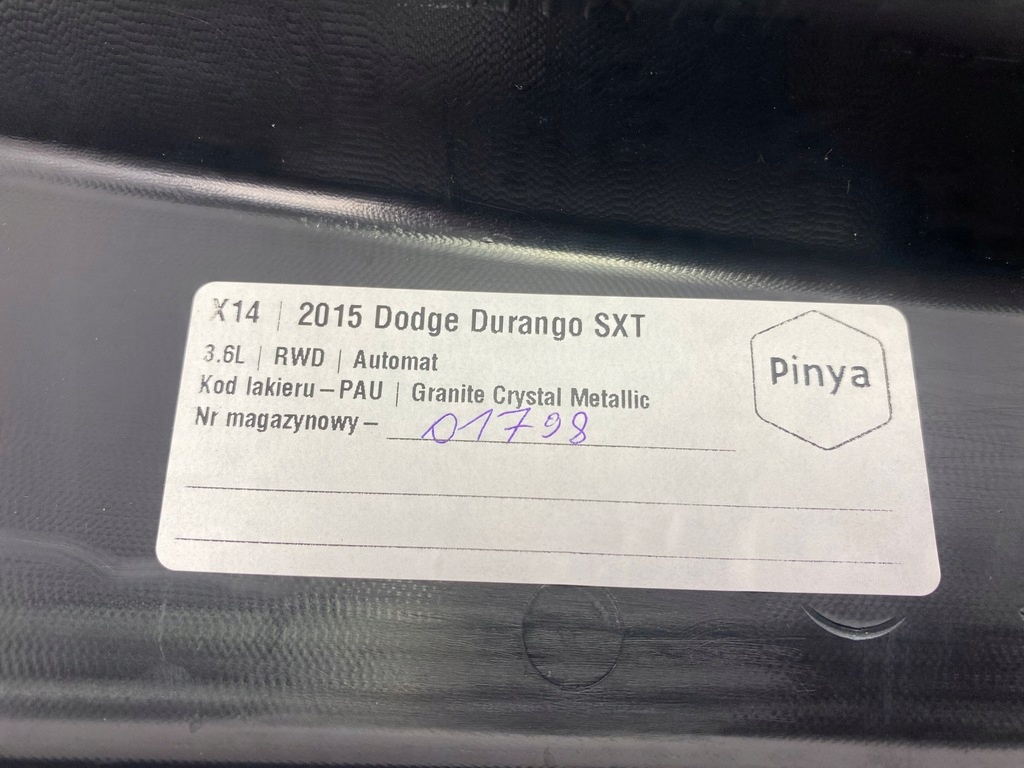 X14 | 2015 Dodge Durango SXT
3.6L | RWD | Automat
Kod lakieru – PAU | Granite Crystal Metallic
Nr magazynowy – 01798
Pinya